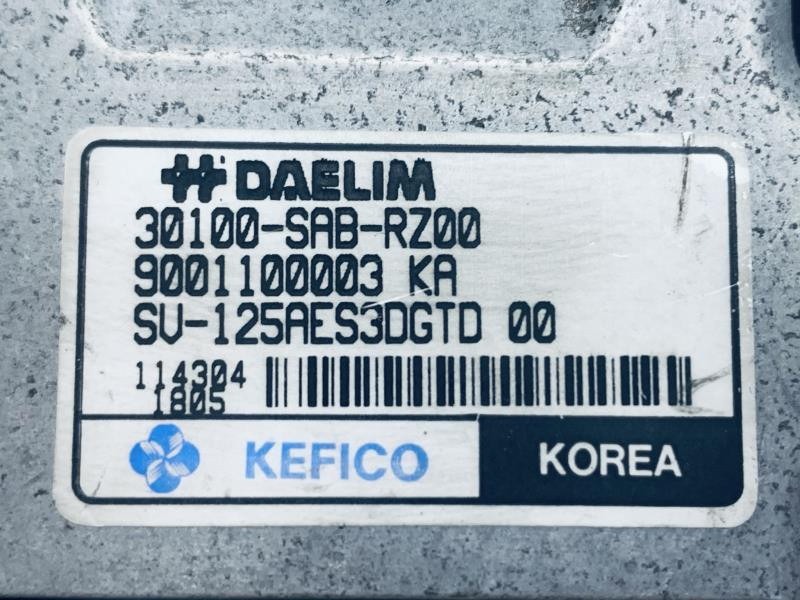 DAELIM
30100-SAB-RZ00
9001100003 KA
SV-125AES3DGTD 00
114304
1805
KEFICO
KOREA